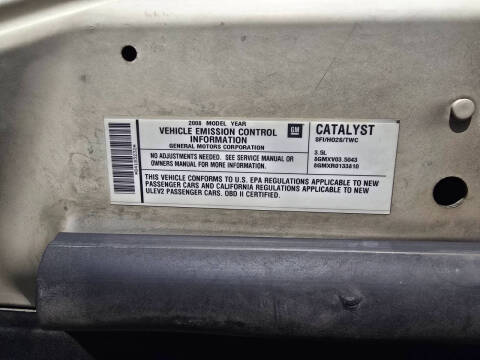 2008 MODEL YEAR
VEHICLE EMISSION CONTROL
INFORMATION
GENERAL MOTORS CORPORATION
GM
CATALYST
SFI/HO2S/TWC
NO ADJUSTMENTS NEEDED. SEE SERVICE MANUAL OR
OWNERS MANUAL FOR MORE INFORMATION.
3.5L
8GMXV03.5043
8GMXR0133810
THIS VEHICLE CONFORMS TO U.S. EPA REGULATIONS APPLICABLE TO NEW
PASSENGER CARS AND CALIFORNIA REGULATIONS APPLICABLE TO NEW
ULEV2 PASSENGER CARS. OBD II CERTIFIED.